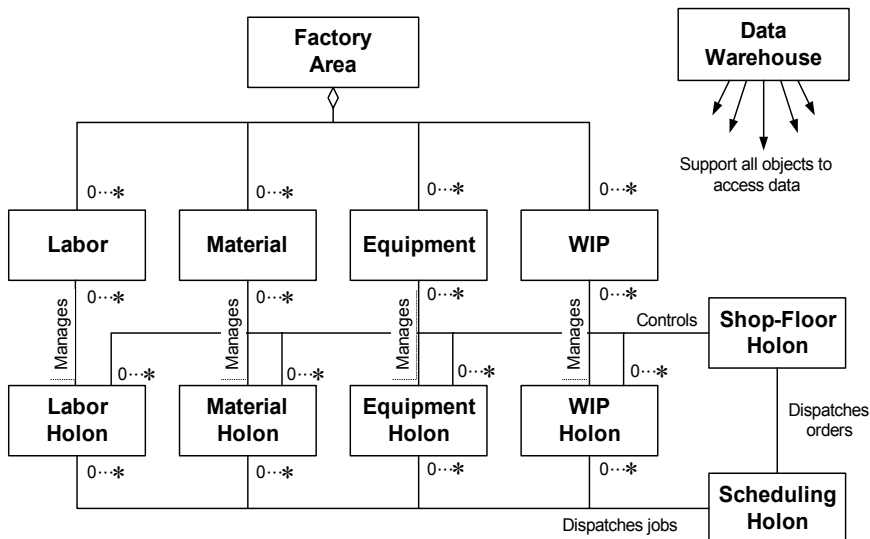 Factory
Area
Data
Warehouse
Support all objects to
access data
0···* 0···* 0···* 0···*
Labor Material Equipment WIP
0···* 0···* 0···* 0···*
Manages Manages Manages Manages
Controls
Shop-Floor
Holon
0···* 0···* 0···* 0···*
Labor
Holon
Material
Holon
Equipment
Holon
WIP
Holon
Dispatches
orders
0···* 0···* 0···* 0···*
Dispatches jobs
Scheduling
Holon